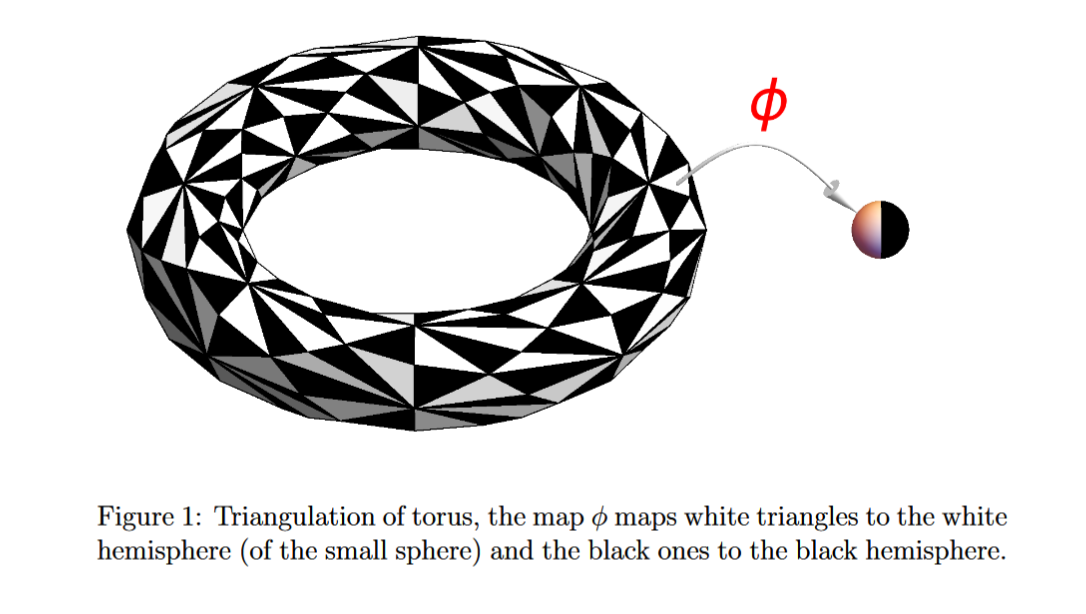 ϕ
Figure 1: Triangulation of torus, the map ϕ maps white triangles to the white
hemisphere (of the small sphere) and the black ones to the black hemisphere.